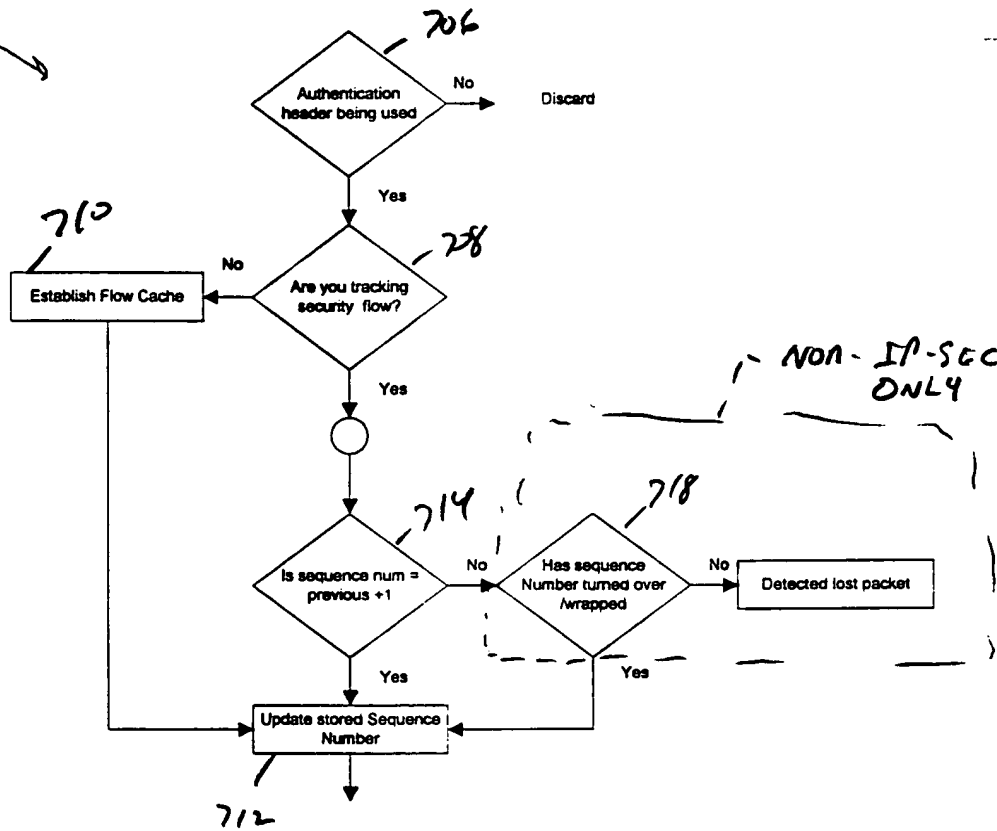 706
Authentication
header being used
No
Discard
Yes
710
708
No
Establish Flow Cache
Are you tracking
security flow?
Yes
NON-IP-SEC
ONLY
714
718
Is sequence num =
previous +1
No
Has sequence
Number turned over
/wrapped
No
Detected lost packet
Yes
Yes
Update stored Sequence
Number
712